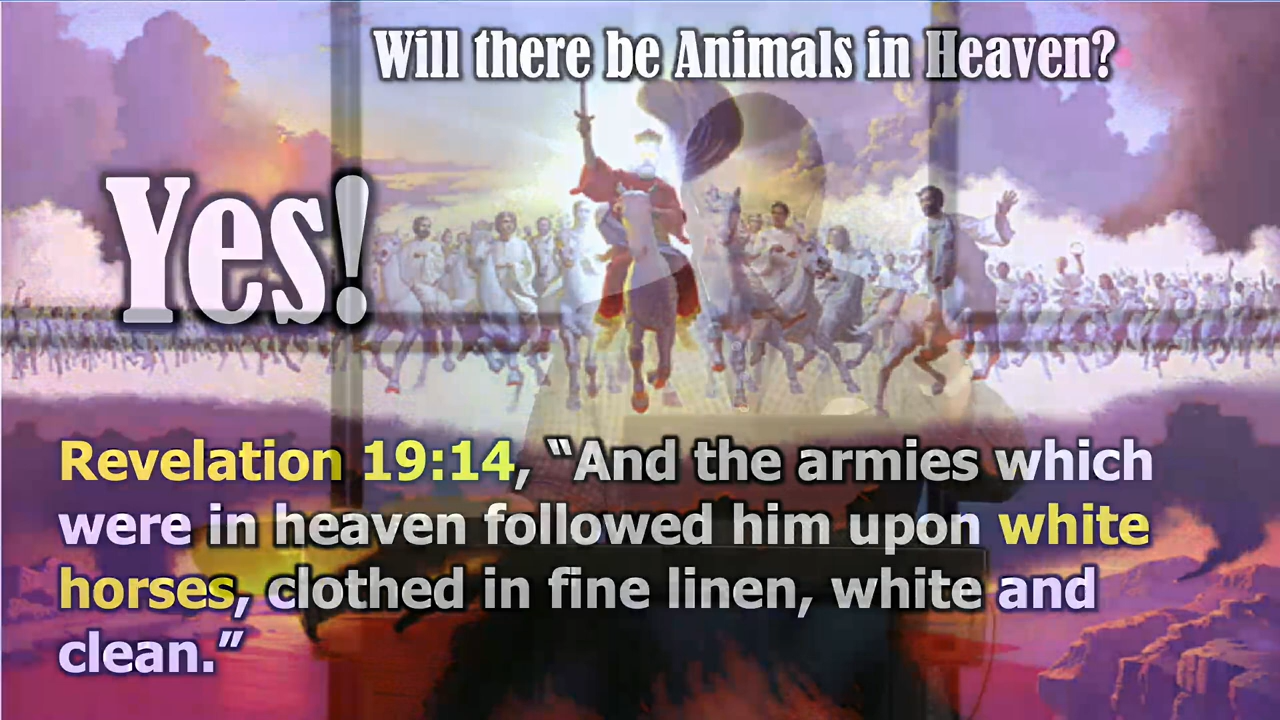 Will there be Animals in Heaven?
Yes!
Revelation 19:14, “And the armies which
were in heaven followed him upon white
horses, clothed in fine linen, white and
clean.”